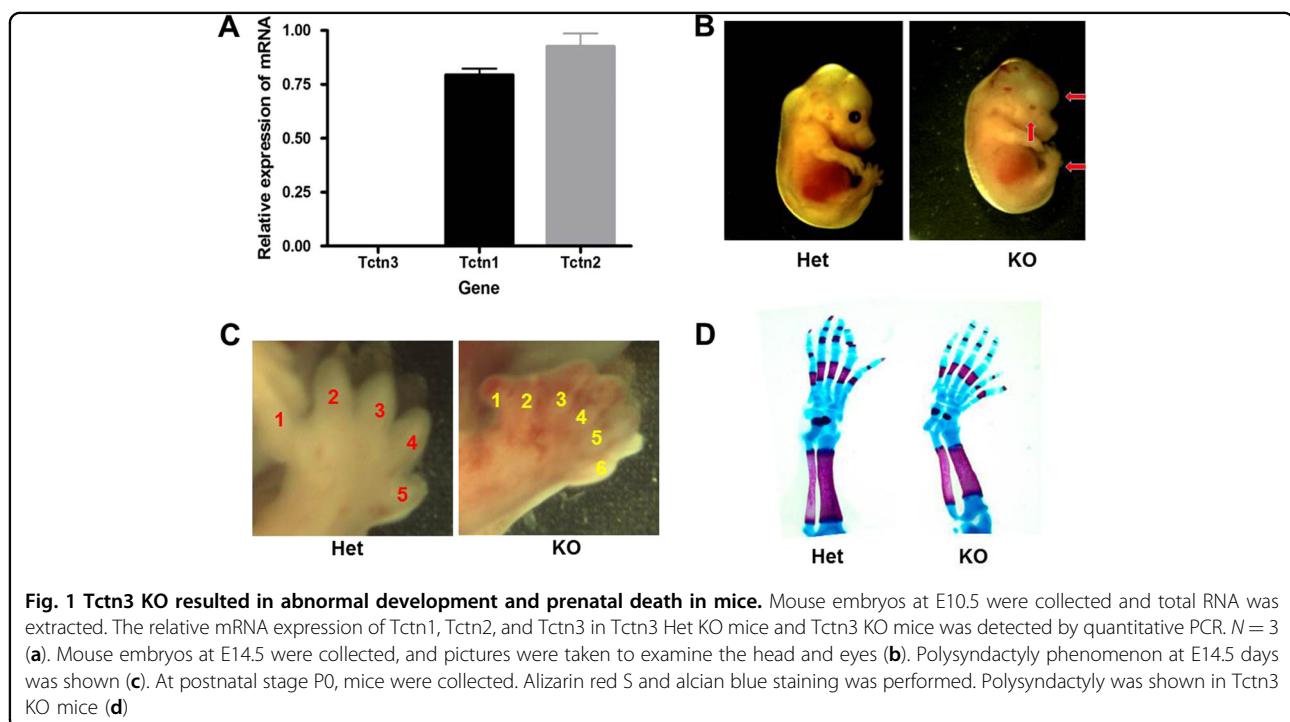 A
Relative expression of mRNA
1.00
0.75
0.50
0.25
0.00
Tctn3 Tctn1 Tctn2
Gene
B
Het KO
C
1 2 3 4 5
1 2 3 4 5 6
Het KO
D
Het KO
Fig. 1 Tctn3 KO resulted in abnormal development and prenatal death in mice. Mouse embryos at E10.5 were collected and total RNA was
extracted. The relative mRNA expression of Tctn1, Tctn2, and Tctn3 in Tctn3 Het KO mice and Tctn3 KO mice was detected by quantitative PCR. N = 3
(a). Mouse embryos at E14.5 were collected, and pictures were taken to examine the head and eyes (b). Polysyndactyly phenomenon at E14.5 days
was shown (c). At postnatal stage P0, mice were collected. Alizarin red S and alcian blue staining was performed. Polysyndactyly was shown in Tctn3
KO mice (d)